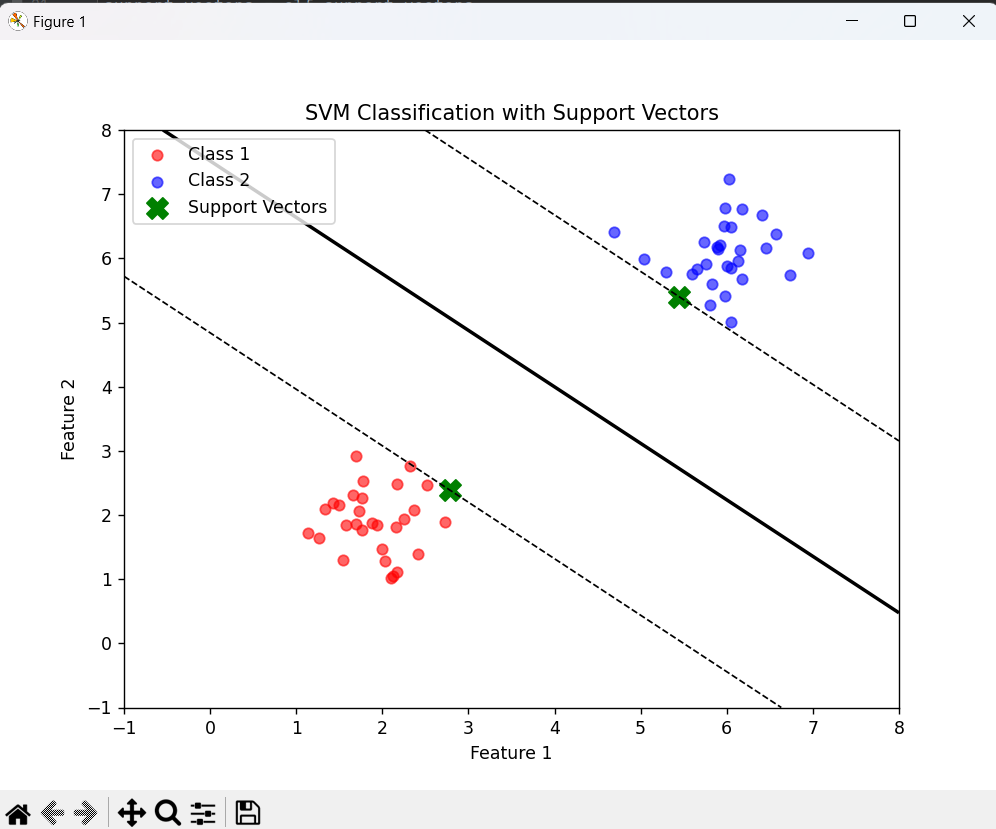 Figure 1
SVM Classification with Support Vectors
Class 1
Class 2
Support Vectors
8
7
6
5
4
3
2
1
0
−1
Feature 2
−1
0
1
2
3
4
5
6
7
8
Feature 1